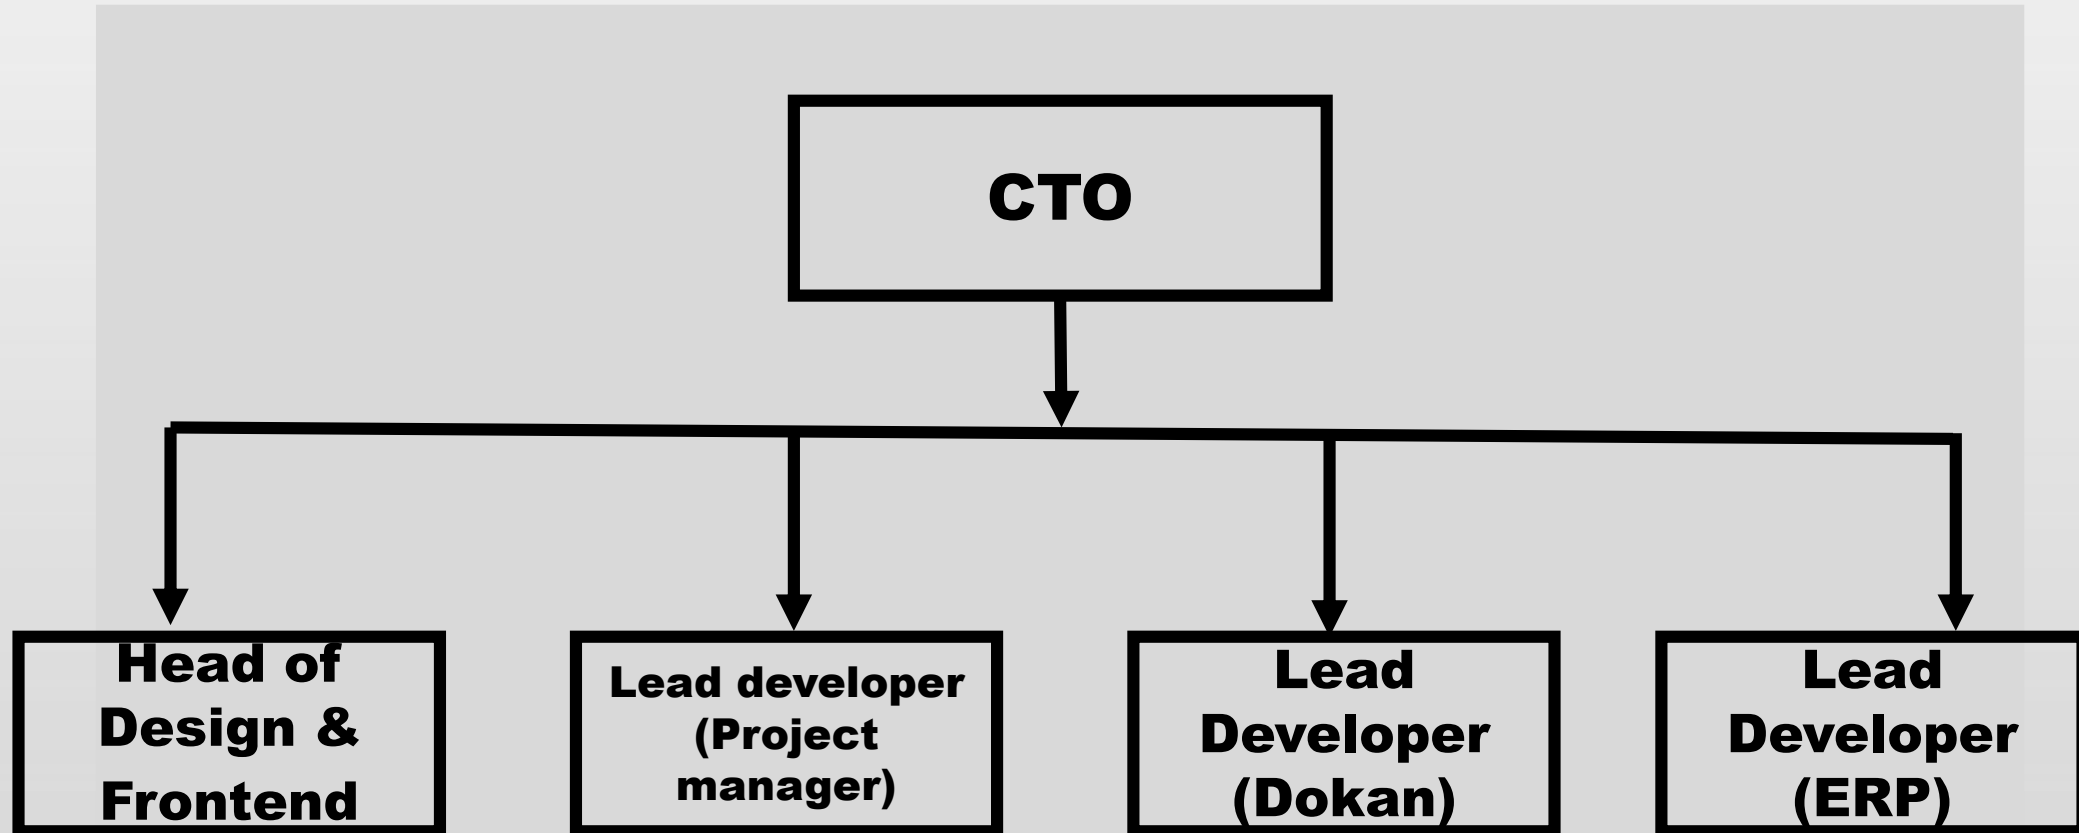 CTO
Head of
Design &
Frontend
Lead developer
(Project
manager)
Lead
Developer
(Dokan)
Lead
Developer
(ERP)